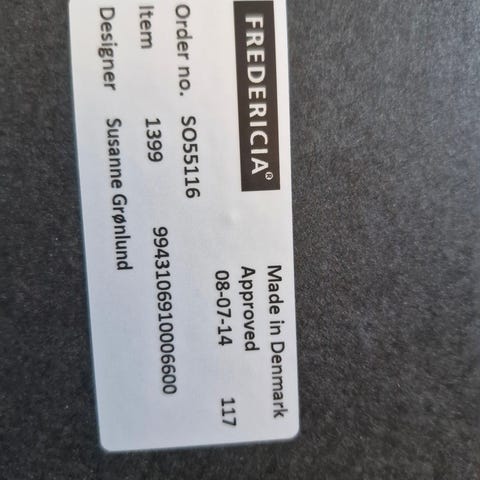 FREDERICIA®
Made in Denmark
Approved
08-07-14 117
Order no. SO55116
Item 1399 9943106910006600
Designer Susanne Grønlund